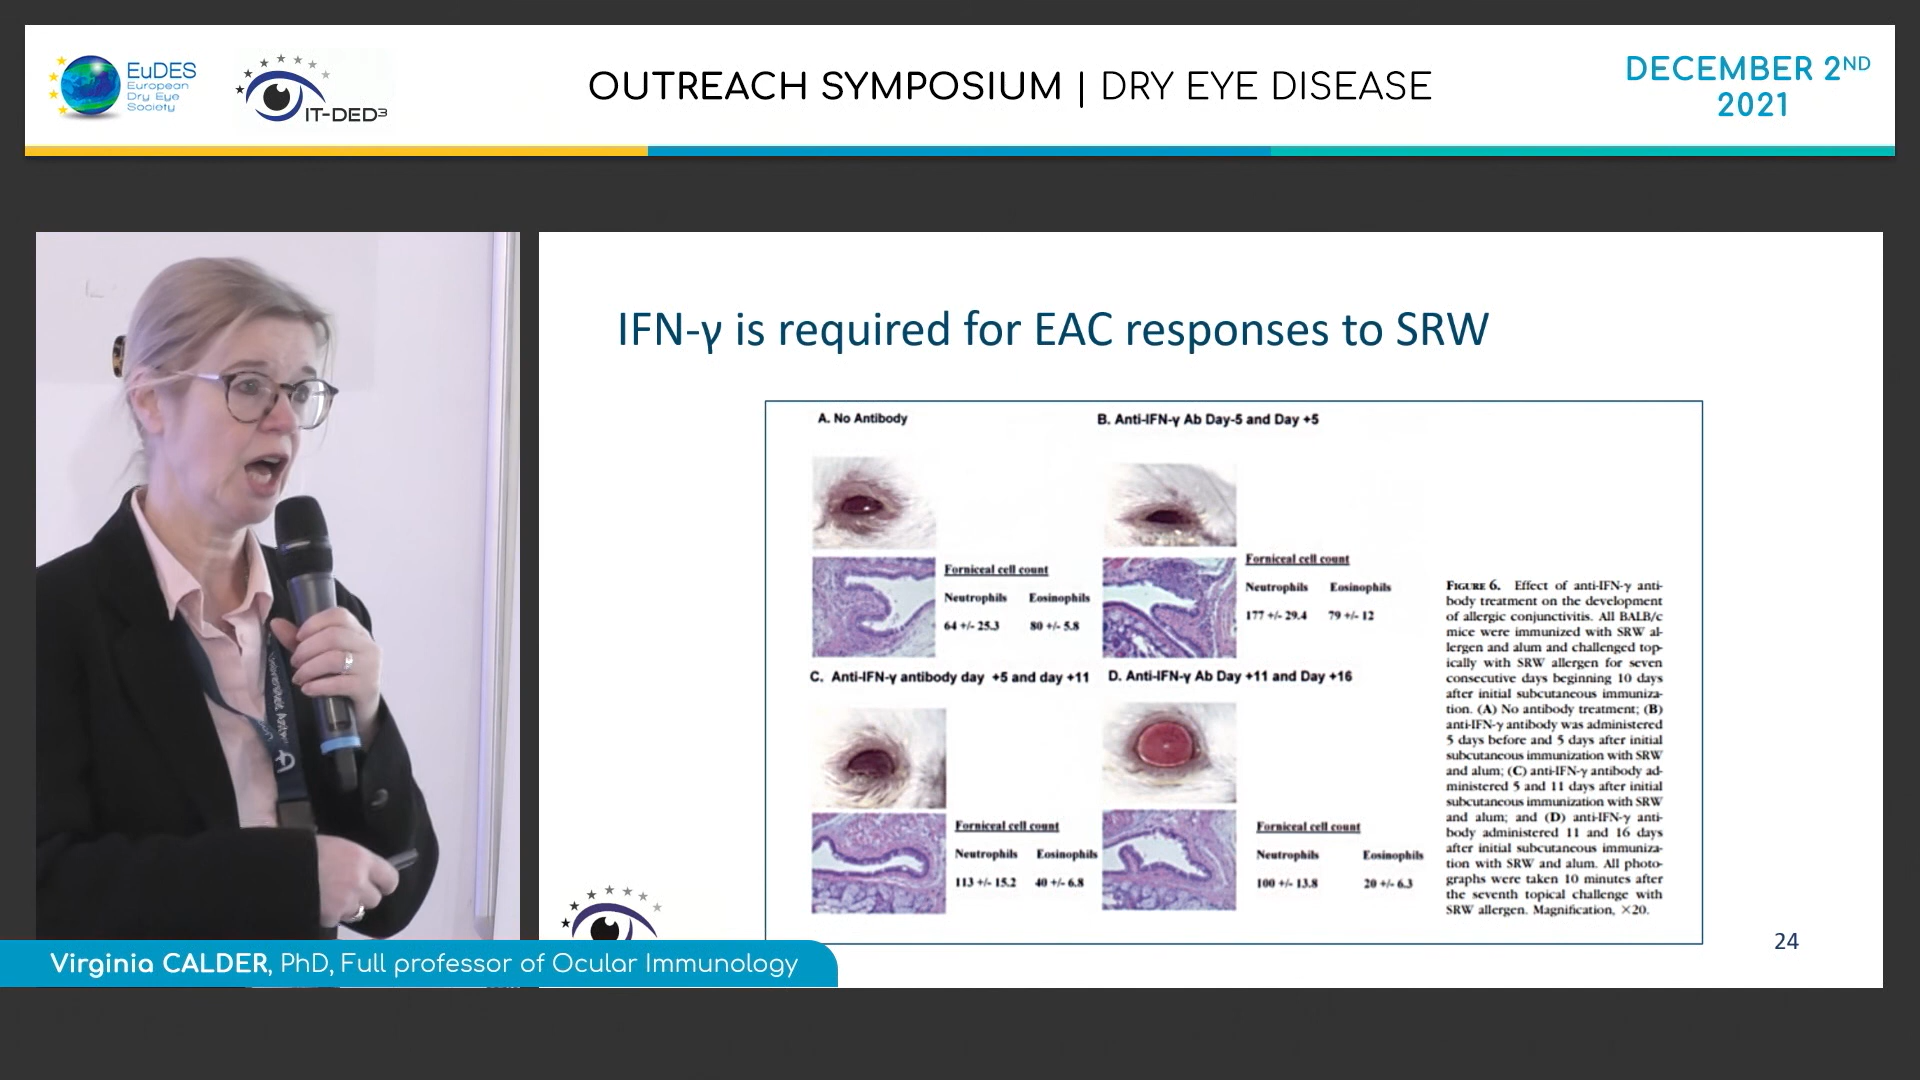 EuDES
European
Dry Eye
Society
IT-DED³
OUTREACH SYMPOSIUM | DRY EYE DISEASE
DECEMBER 2ND
2021
IFN-γ is required for EAC responses to SRW
A. No Antibody
Forniceal cell count
Neutrophils Eosinophils
64 +/- 25.3 80 +/- 5.8
B. Anti-IFN-γ Ab Day-5 and Day +5
Forniceal cell count
Neutrophils Eosinophils
177 +/- 29.4 79 +/- 12
C. Anti-IFN-γ antibody day +5 and day +11
Forniceal cell count
Neutrophils Eosinophils
113 +/- 15.2 40 +/- 6.8
D. Anti-IFN-γ Ab Day +11 and Day +16
Forniceal cell count
Neutrophils Eosinophils
100 +/- 13.8 20 +/- 6.3
FIGURE 6. Effect of anti-IFN-γ anti-
body treatment on the development
of allergic conjunctivitis. All BALB/c
mice were immunized with SRW al-
lergen and alum and challenged top-
ically with SRW allergen for seven
consecutive days beginning 10 days
after initial subcutaneous immuniza-
tion. (A) No antibody treatment; (B)
anti-IFN-γ antibody was administered
5 days before and 5 days after initial
subcutaneous immunization with SRW
and alum; (C) anti-IFN-γ antibody ad-
ministered 5 and 11 days after initial
subcutaneous immunization with SRW
and alum; and (D) anti-IFN-γ anti-
body administered 11 and 16 days
after initial subcutaneous immuniza-
tion with SRW and alum. All photo-
graphs were taken 10 minutes after
the seventh topical challenge with
SRW allergen. Magnification, ×20.
24
Virginia CALDER, PhD, Full professor of Ocular Immunology